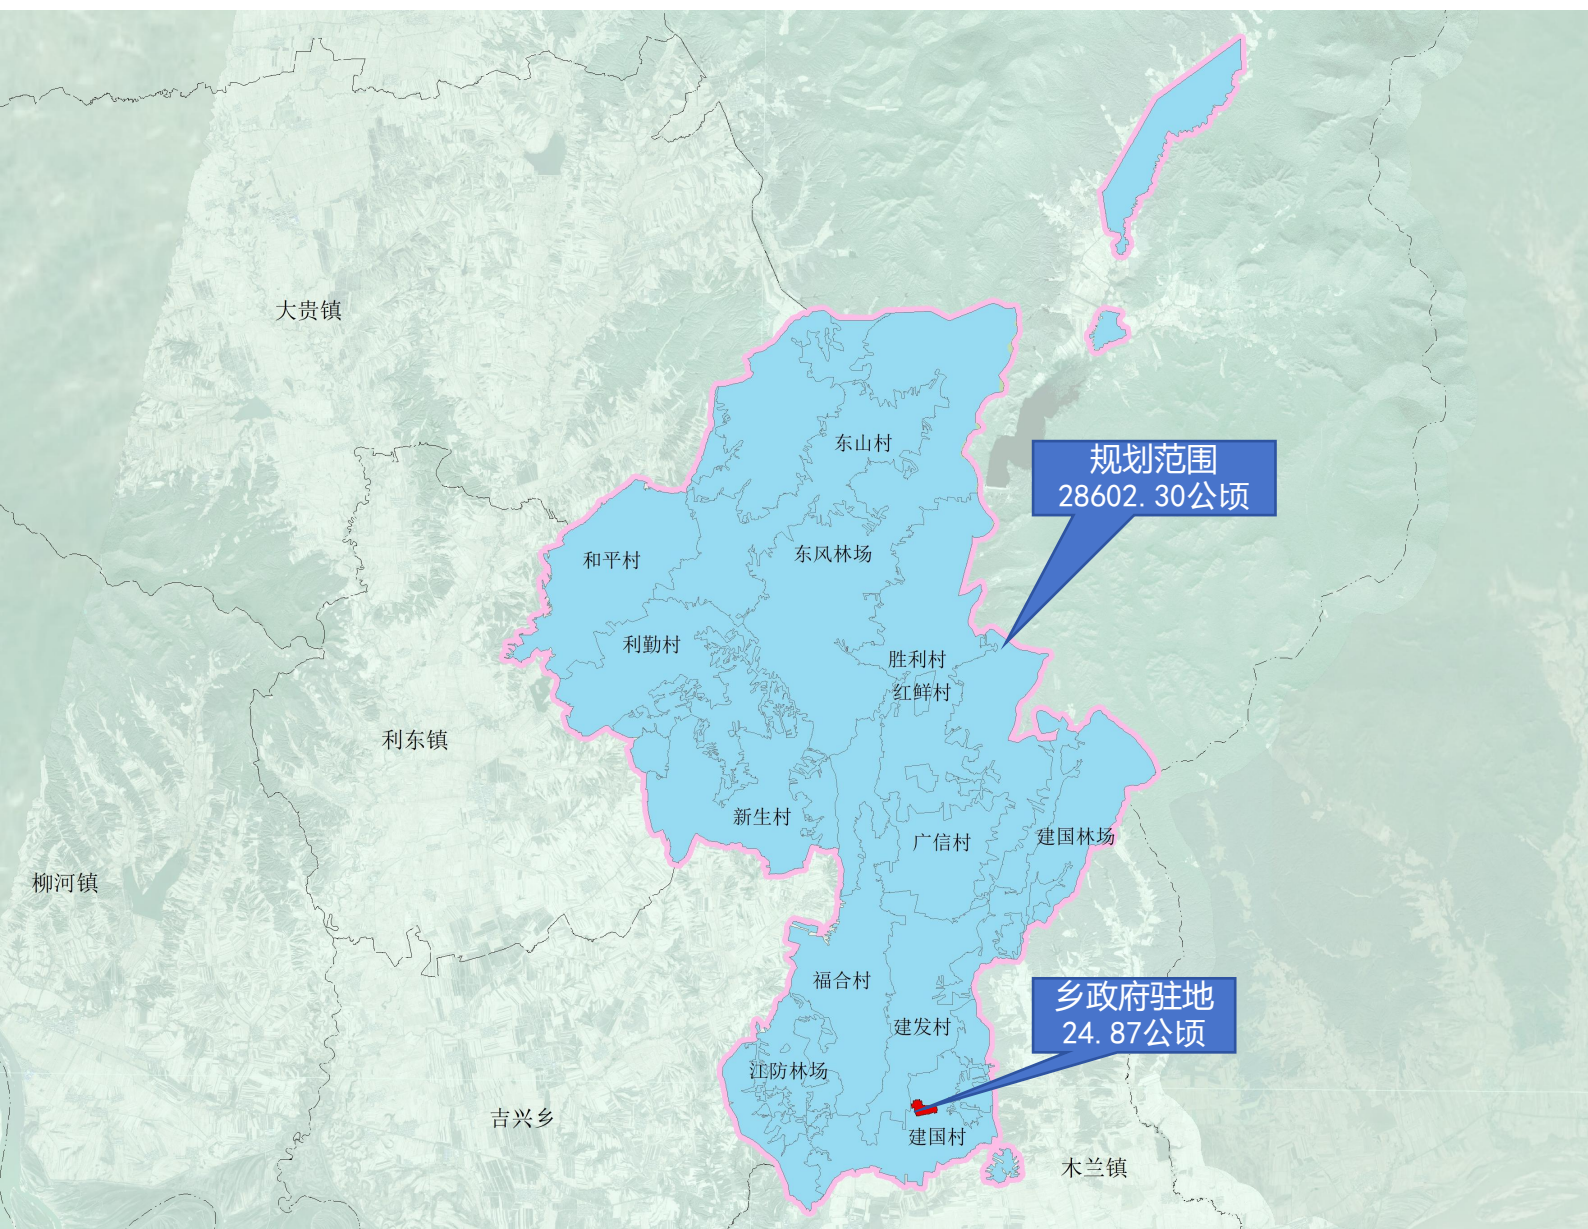 大贵镇
东山村
规划范围
28602.30公顷
和平村
东风林场
利勤村
胜利村
红鲜村
利东镇
新生村
广信村
建国林场
柳河镇
福合村
乡政府驻地
24.87公顷
建发村
江防林场
吉兴乡
建国村
木兰镇